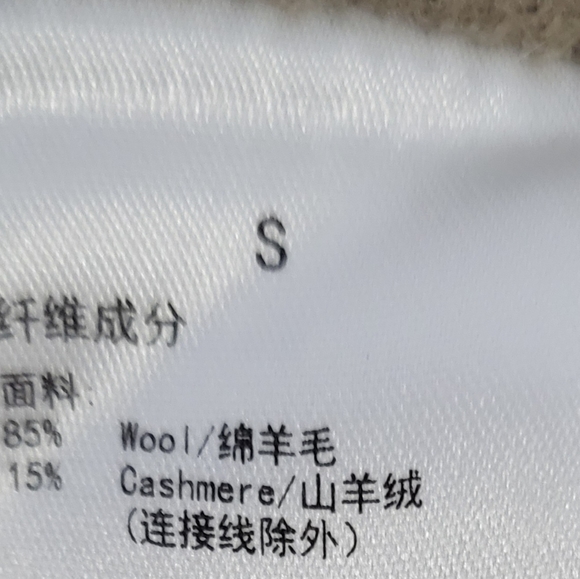 S
纤维成分
面料:
85% Wool/绵羊毛
15% Cashmere/山羊绒
(连接线除外)